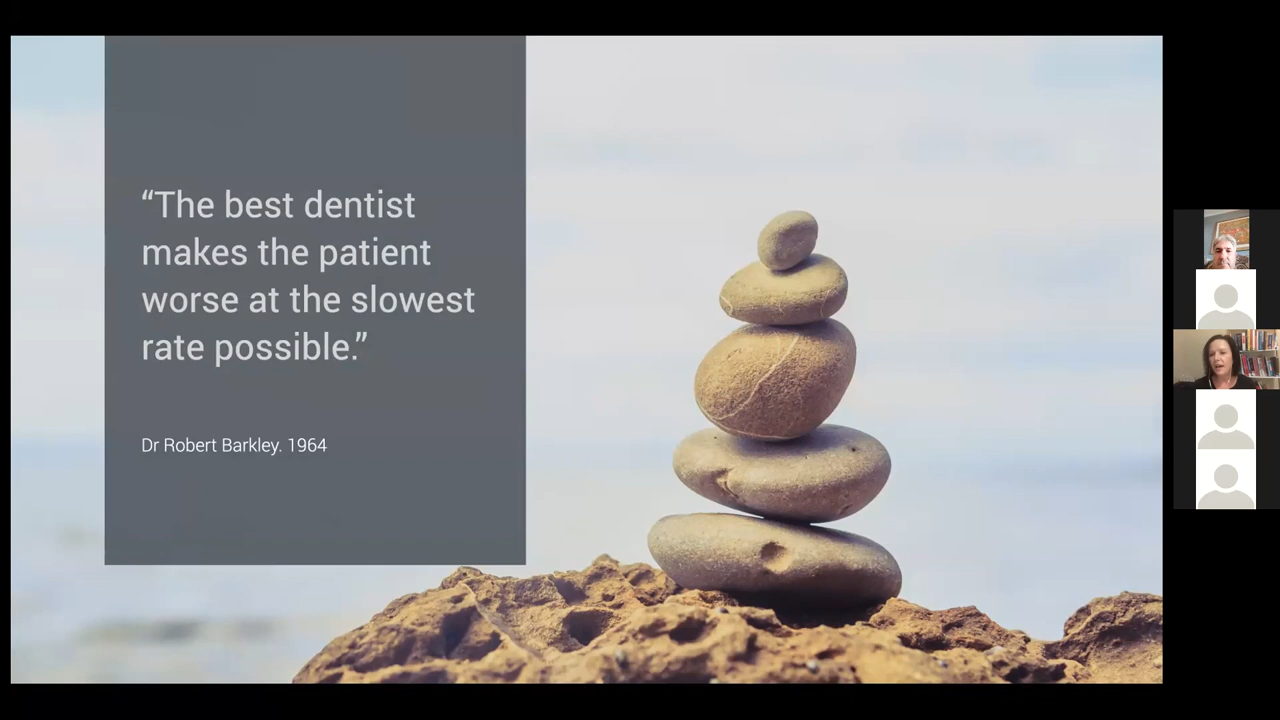 “The best dentist
makes the patient
worse at the slowest
rate possible.”
Dr Robert Barkley. 1964